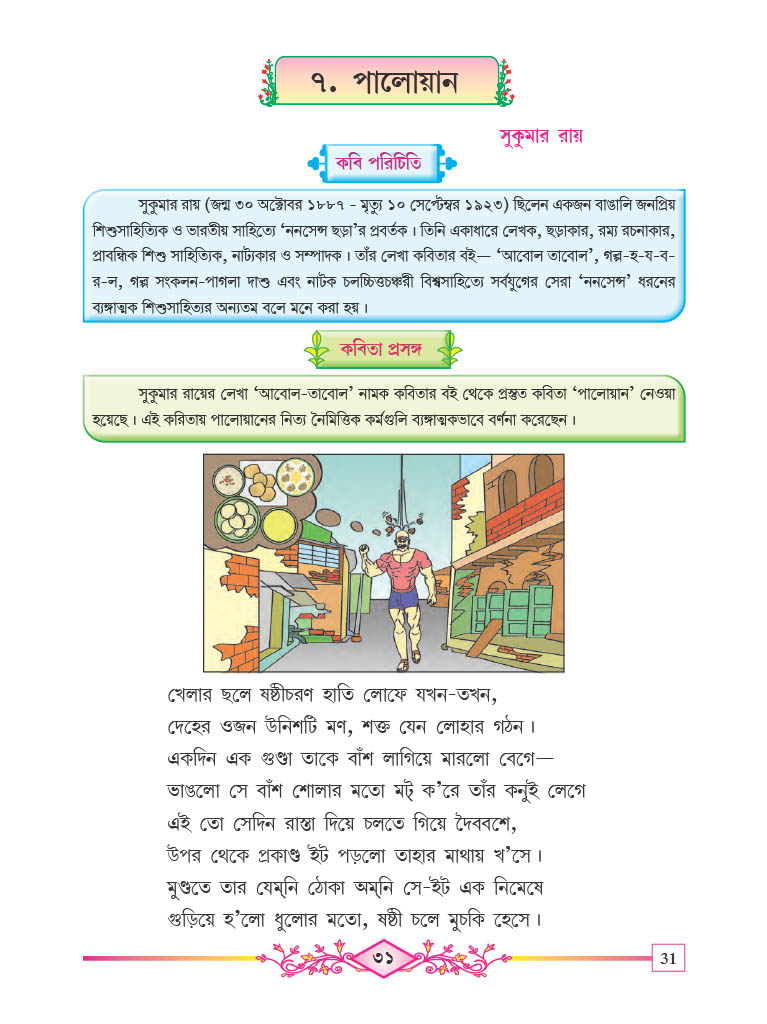 ৭. পালোয়ান
সুকুমার রায়
কবি পরিচিতি
সুকুমার রায় (জন্ম ৩০ অক্টোবর ১৮৮৭ - মৃত্যু ১০ সেপ্টেম্বর ১৯২৩) ছিলেন একজন বাঙালি জনপ্রিয়
শিশুসাহিত্যিক ও ভারতীয় সাহিত্যে ‘ননসেন্স ছড়া’র প্রবর্তক। তিনি একাধারে লেখক, ছড়াকার, রম্য রচনাকার,
প্রাবন্ধিক শিশু সাহিত্যিক, নাট্যকার ও সম্পাদক। তাঁর লেখা কবিতার বই— ‘আবোল তাবোল’, গল্প-হ-য-ব-
র-ল, গল্প সংকলন-পাগলা দাশু এবং নাটক চলচ্চিত্তচঞ্চরী বিশ্বসাহিত্যে সর্বযুগের সেরা ‘ননসেন্স’ ধরনের
ব্যঙ্গাত্মক শিশুসাহিত্যর অন্যতম বলে মনে করা হয়।
কবিতা প্রসঙ্গ
সুকুমার রায়ের লেখা ‘আবোল-তাবোল’ নামক কবিতার বই থেকে প্রস্তুত কবিতা ‘পালোয়ান’ নেওয়া
হয়েছে। এই করিতায় পালোয়ানের নিত্য নৈমিত্তিক কর্মগুলি ব্যঙ্গাত্মকভাবে বর্ণনা করেছেন।
খেলার ছলে ষষ্ঠীচরণ হাতি লোফে যখন-তখন,
দেহের ওজন উনিশটি মণ, শক্ত যেন লোহার গঠন।
একদিন এক গুণ্ডা তাকে বাঁশ লাগিয়ে মারলো বেগে—
ভাঙলো সে বাঁশ শোলার মতো মট্ ক’রে তাঁর কনুই লেগে
এই তো সেদিন রাস্তা দিয়ে চলতে গিয়ে দৈববশে,
উপর থেকে প্রকাণ্ড ইট পড়লো তাহার মাথায় খ’সে।
মুণ্ডতে তার যেম্‌নি ঠোকা অম্‌নি সে-ইট এক নিমেষে
গুড়িয়ে হ’লো ধুলোর মতো, ষষ্ঠী চলে মুচকি হেসে।
৩১
31